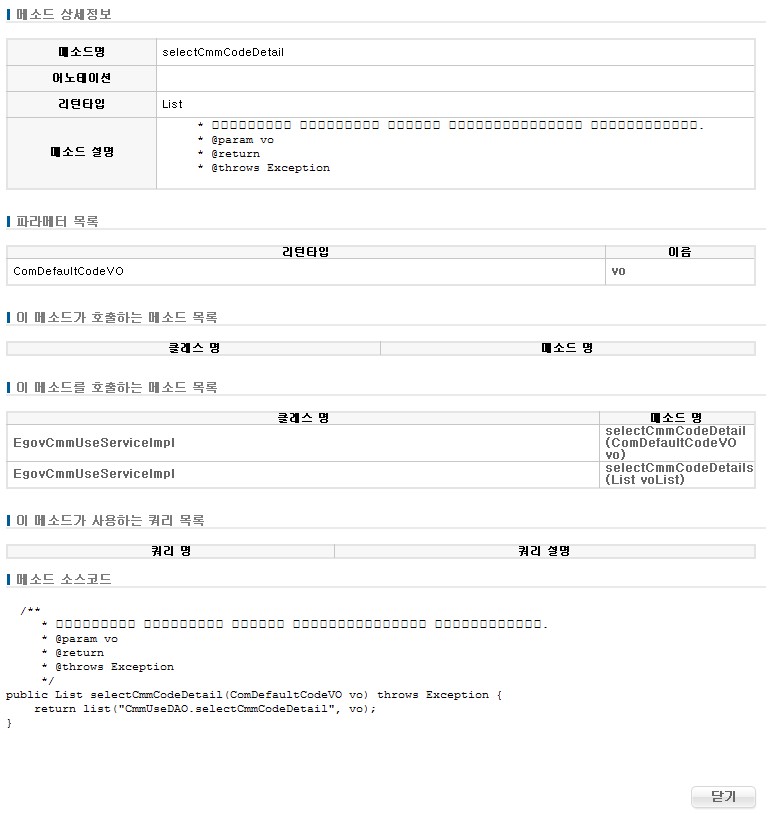 메소드 상세정보
메소드명 selectCmmCodeDetail
어노테이션
리턴타입 List
메소드 설명
* .
* @param vo
* @return
* @throws Exception
파라메터 목록
리턴타입 이름
ComDefaultCodeVO vo
이 메소드가 호출하는 메소드 목록
클래스 명 메소드 명
이 메소드를 호출하는 메소드 목록
클래스 명 메소드 명
EgovCmmUseServiceImpl selectCmmCodeDetail
(ComDefaultCodeVO
vo)
EgovCmmUseServiceImpl selectCmmCodeDetails
(List voList)
이 메소드가 사용하는 쿼리 목록
쿼리 명 쿼리 설명
메소드 소스코드
/**
* .
* @param vo
* @return
* @throws Exception
*/
public List selectCmmCodeDetail(ComDefaultCodeVO vo) throws Exception {
return list("CmmUseDAO.selectCmmCodeDetail", vo);
}
닫기